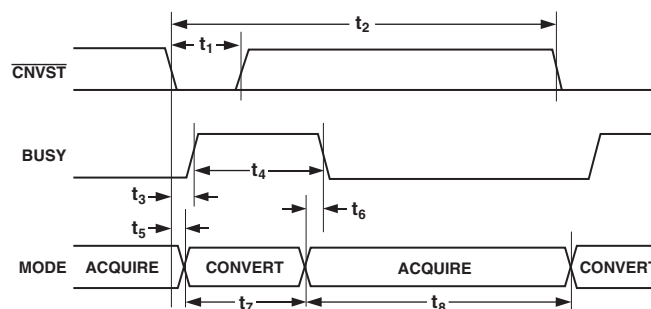 t2
t1
CNVST
BUSY
t3
t4
t5
t6
MODE ACQUIRE CONVERT ACQUIRE CONVERT
t7 t8